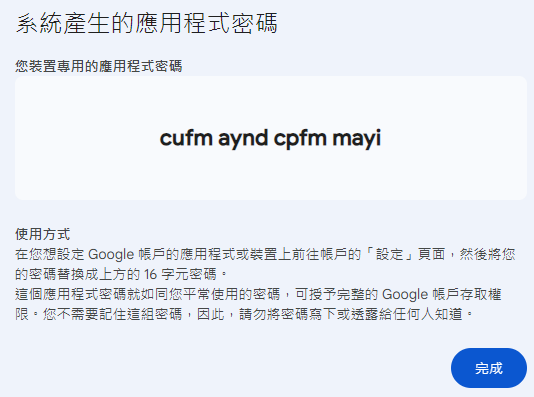 系統產生的應用程式密碼
您裝置專用的應用程式密碼
cufm aynd cpfm mayi
使用方式
在您想設定 Google 帳戶的應用程式或裝置上前往帳戶的「設定」頁面，然後將您
的密碼替換成上方的 16 字元密碼。
這個應用程式密碼就如同您平常使用的密碼，可授予完整的 Google 帳戶存取權
限。您不需要記住這組密碼，因此，請勿將密碼寫下或透露給任何人知道。
完成